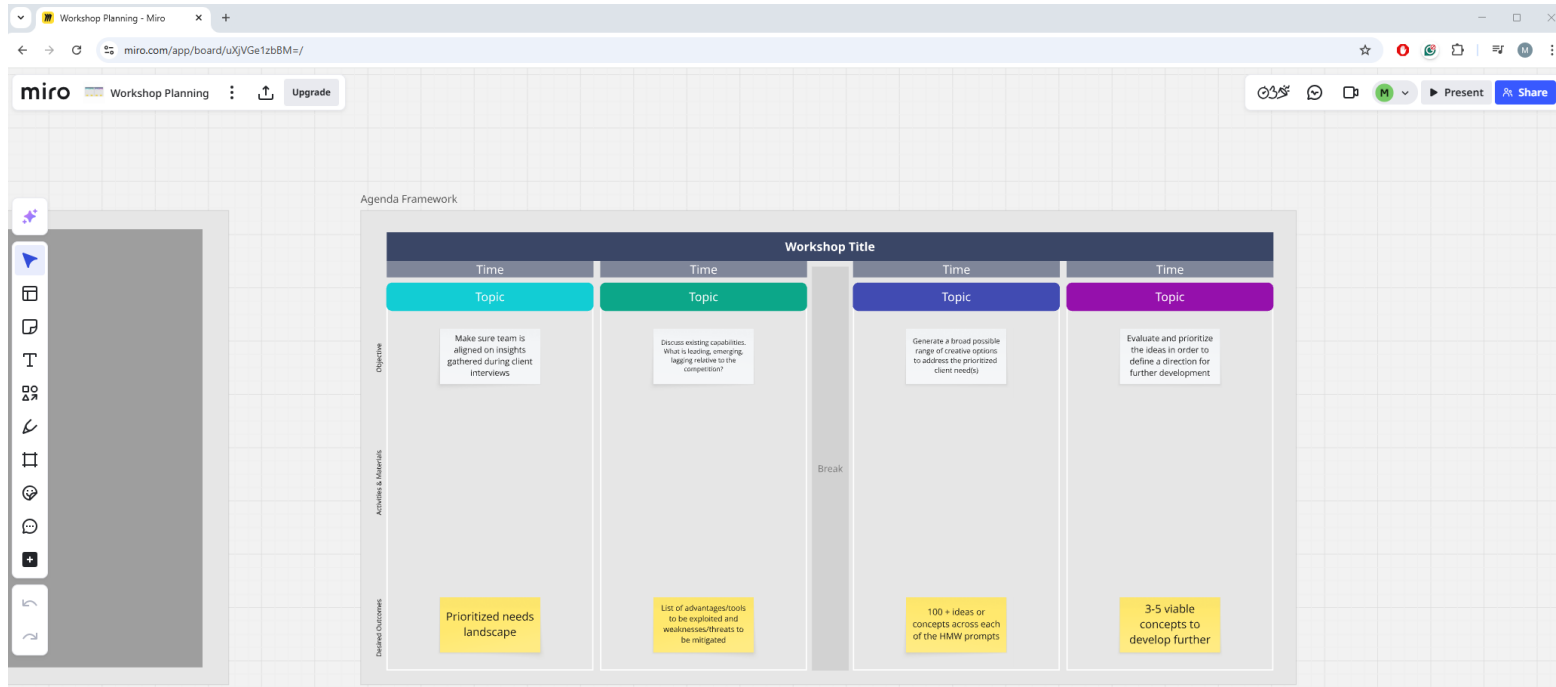 Workshop Planning - Miro
miro.com/app/board/uXjVGe1zbBM=/
M
miro
Workshop Planning
Upgrade
M
Present
Share
Agenda Framework
Workshop Title
Time
Time
Time
Time
Topic
Topic
Topic
Topic
Objective
Make sure team is
aligned on insights
gathered during client
interviews
Discuss existing capabilities.
What is leading, emerging,
lagging relative to the
competition?
Generate a broad possible
range of creative options
to address the prioritized
client need(s)
Evaluate and prioritize
the ideas in order to
define a direction for
further development
Activities & Materials
Break
Desired Outcomes
Prioritized needs
landscape
List of advantages/tools
to be exploited and
weaknesses/threats to
be mitigated
100 + ideas or
concepts across each
of the HMW prompts
3-5 viable
concepts to
develop further